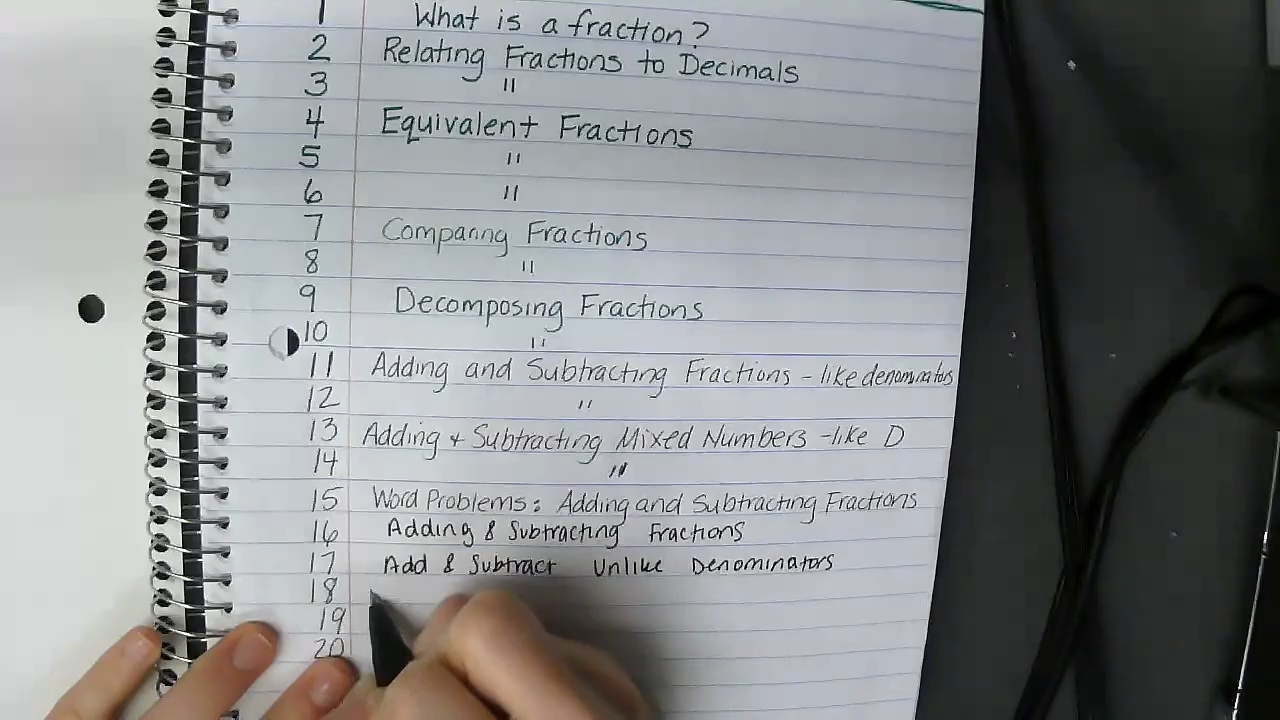 1 What is a fraction?
2 Relating Fractions to Decimals
3 "
4 Equivalent Fractions
5 "
6 "
7 Comparing Fractions
8 "
9 Decomposing Fractions
10 "
11 Adding and Subtracting Fractions - like denominators
12 "
13 Adding + Subtracting Mixed Numbers - like D
14 "
15 Word Problems: Adding and Subtracting Fractions
16 Adding & Subtracting Fractions
17 Add & Subtract Unlike Denominators
18
19
20